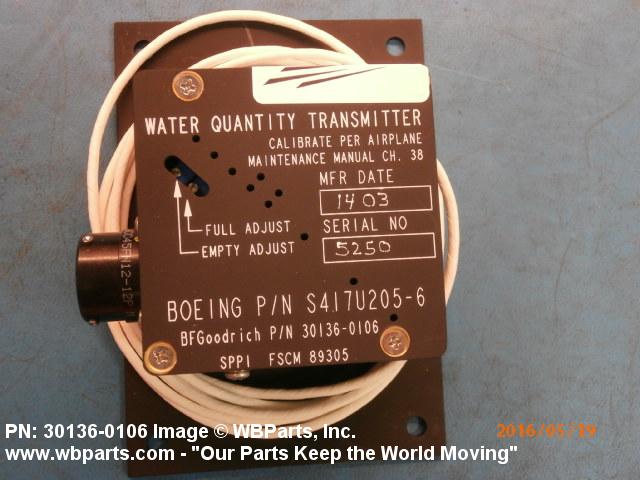 WATER QUANTITY TRANSMITTER
CALIBRATE PER AIRPLANE
MAINTENANCE MANUAL CH. 38
MFR DATE
1403
SERIAL NO
5250
FULL ADJUST
EMPTY ADJUST
BOEING P/N S417U205-6
BFGoodrich P/N 30136-0106
SPPI FSCM 89305
PN: 30136-0106 Image © WBParts, Inc.
2016/05/19
www.wbparts.com - "Our Parts Keep the World Moving"